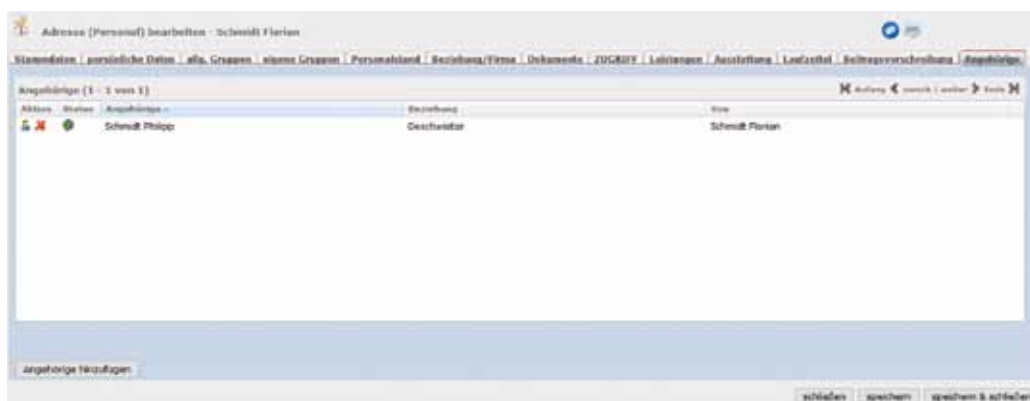 Adresse (Personal) bearbeiten - Schmidt Florian
Stammdaten persönliche Daten allg. Gruppen eigene Gruppen Personalstand Beziehung/Firma Dokumente ZUGRIFF Leistungen Ausstattung Laufzettel Beitragsvorschreibung Angehörige
Angehörige (1 - 1 von 1) Anfang zurück | weiter Ende
Aktion Status Angehöriges Beziehung Von
Schmidt Philipp Geschwister Schmidt Florian
Angehörige hinzufügen
schließen speichern speichern & schließen